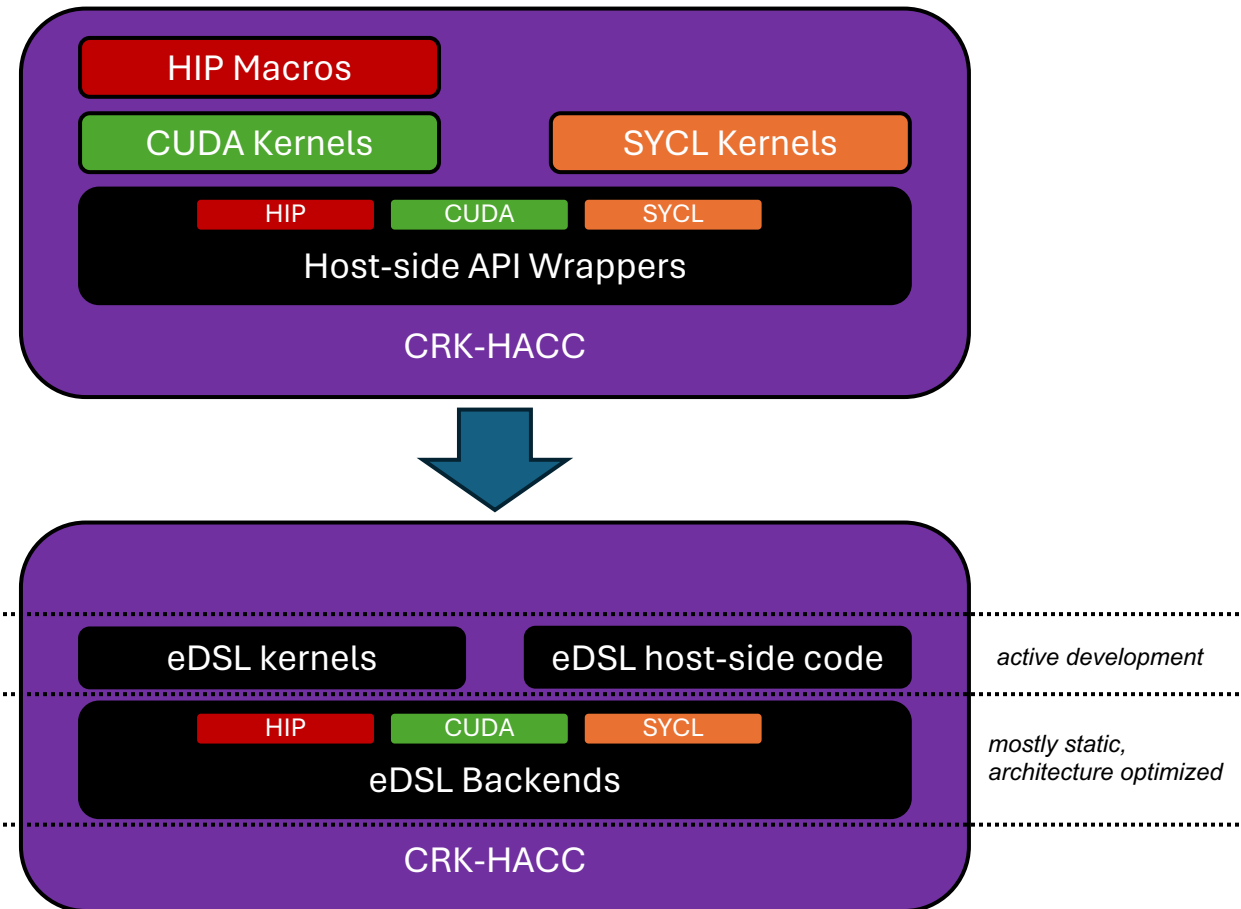 HIP Macros
CUDA Kernels
SYCL Kernels
HIP
CUDA
SYCL
Host-side API Wrappers
CRK-HACC
eDSL kernels
eDSL host-side code
active development
HIP
CUDA
SYCL
eDSL Backends
mostly static,
architecture optimized
CRK-HACC